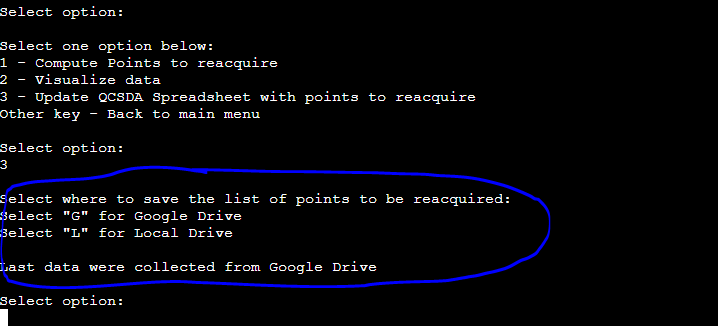 Select option:
Select one option below:
1 - Compute Points to reacquire
2 - Visualize data
3 - Update QCSDA Spreadsheet with points to reacquire
Other key - Back to main menu
Select option:
3
Select where to save the list of points to be reacquired:
Select "G" for Google Drive
Select "L" for Local Drive
Last data were collected from Google Drive
Select option: